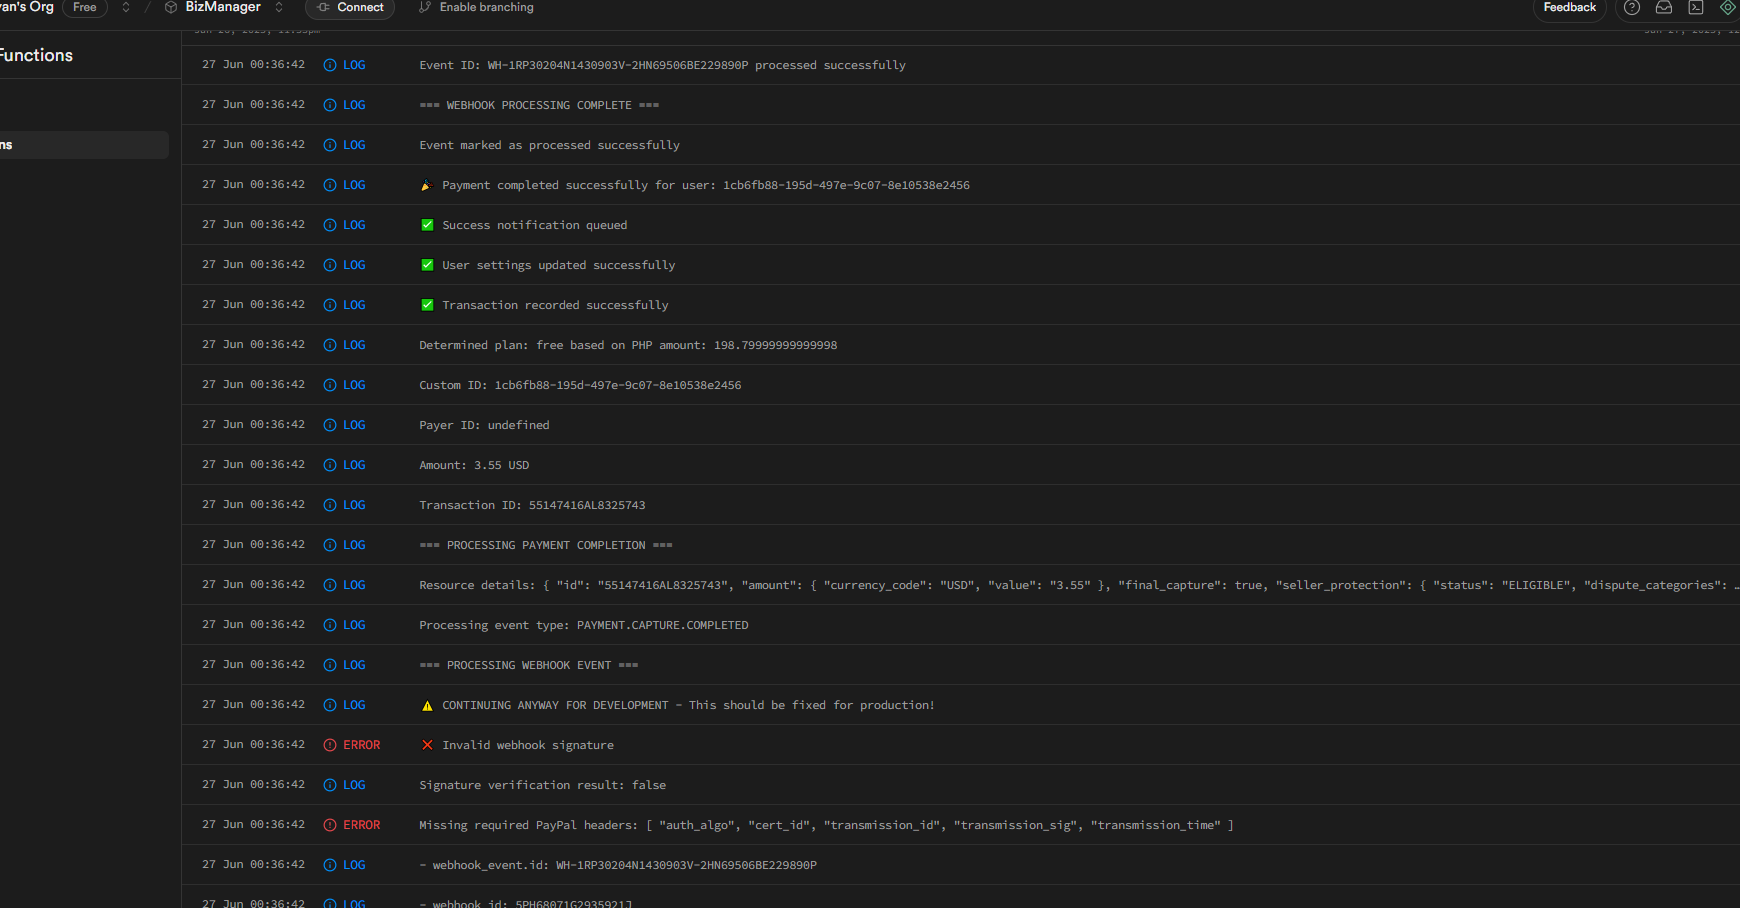 van's Org Free / BizManager Connect Enable branching Feedback
Functions
27 Jun 00:36:42 LOG Event ID: WH-1RP30204N1430903V-2HN69506BE229890P processed successfully
27 Jun 00:36:42 LOG === WEBHOOK PROCESSING COMPLETE ===
ns
27 Jun 00:36:42 LOG Event marked as processed successfully
27 Jun 00:36:42 LOG 🎉 Payment completed successfully for user: 1cb6fb88-195d-497e-9c07-8e10538e2456
27 Jun 00:36:42 LOG ✅ Success notification queued
27 Jun 00:36:42 LOG ✅ User settings updated successfully
27 Jun 00:36:42 LOG ✅ Transaction recorded successfully
27 Jun 00:36:42 LOG Determined plan: free based on PHP amount: 198.79999999999998
27 Jun 00:36:42 LOG Custom ID: 1cb6fb88-195d-497e-9c07-8e10538e2456
27 Jun 00:36:42 LOG Payer ID: undefined
27 Jun 00:36:42 LOG Amount: 3.55 USD
27 Jun 00:36:42 LOG Transaction ID: 55147416AL8325743
27 Jun 00:36:42 LOG === PROCESSING PAYMENT COMPLETION ===
27 Jun 00:36:42 LOG Resource details: { "id": "55147416AL8325743", "amount": { "currency_code": "USD", "value": "3.55" }, "final_capture": true, "seller_protection": { "status": "ELIGIBLE", "dispute_categories": …
27 Jun 00:36:42 LOG Processing event type: PAYMENT.CAPTURE.COMPLETED
27 Jun 00:36:42 LOG === PROCESSING WEBHOOK EVENT ===
27 Jun 00:36:42 LOG ⚠️ CONTINUING ANYWAY FOR DEVELOPMENT - This should be fixed for production!
27 Jun 00:36:42 ERROR ❌ Invalid webhook signature
27 Jun 00:36:42 LOG Signature verification result: false
27 Jun 00:36:42 ERROR Missing required PayPal headers: [ "auth_algo", "cert_id", "transmission_id", "transmission_sig", "transmission_time" ]
27 Jun 00:36:42 LOG - webhook_event.id: WH-1RP30204N1430903V-2HN69506BE229890P
27 Jun 00:36:42 LOG - webhook_id: 5PH68071G2935921J